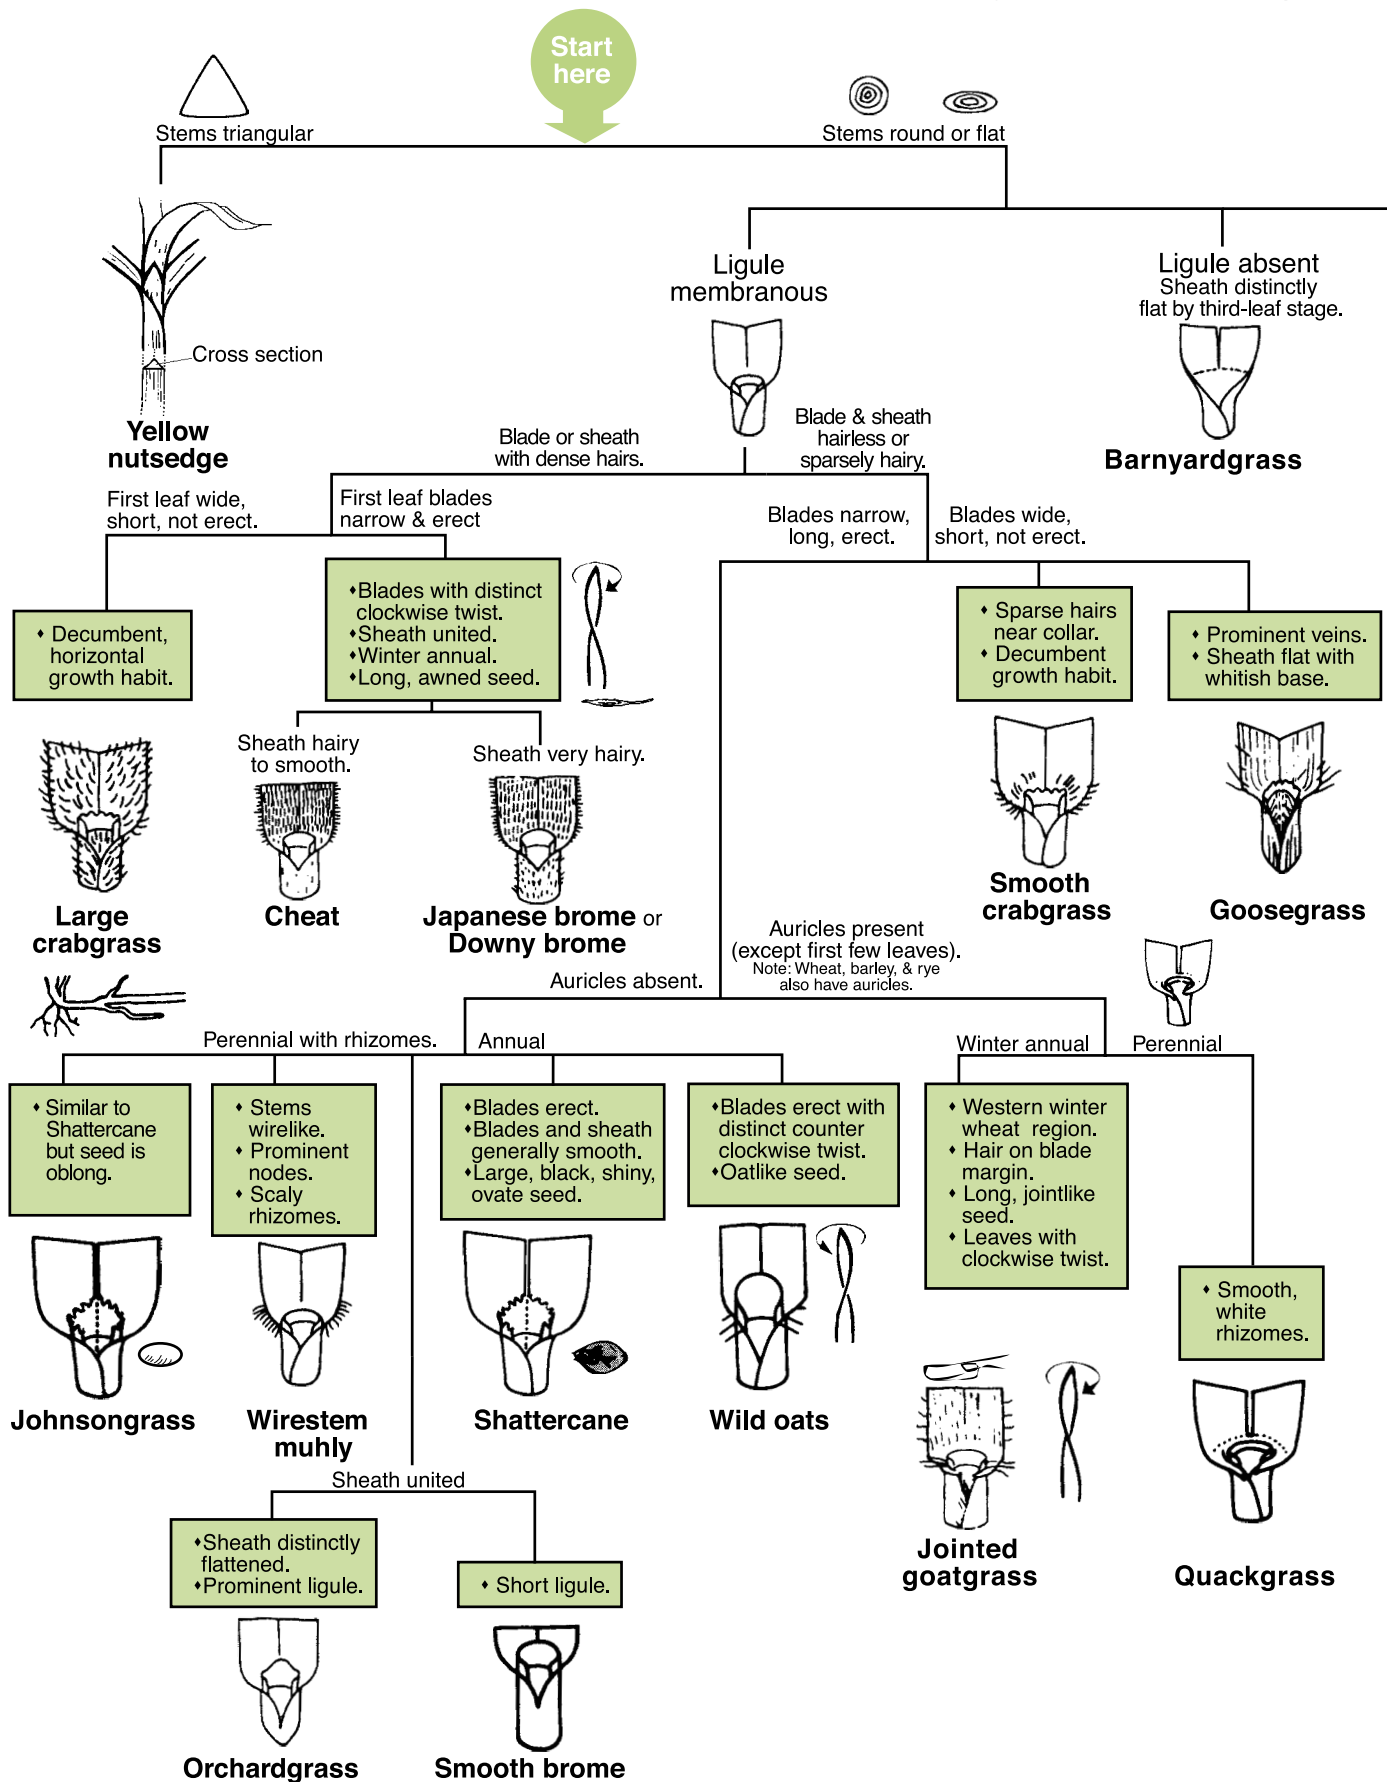 Start
here
Stems triangular
Stems round or flat
Cross section
Yellow
nutsedge
Ligule
membranous
Ligule absent
Sheath distinctly
flat by third-leaf stage.
Barnyardgrass
Blade or sheath
with dense hairs.
Blade & sheath
hairless or
sparsely hairy.
First leaf wide,
short, not erect.
First leaf blades
narrow & erect
Blades narrow,
long, erect.
Blades wide,
short, not erect.
♦ Decumbent,
horizontal
growth habit.
Large
crabgrass
♦Blades with distinct
clockwise twist.
♦Sheath united.
♦Winter annual.
♦Long, awned seed.
Sheath hairy
to smooth.
Cheat
Sheath very hairy.
Japanese brome or
Downy brome
♦ Sparse hairs
near collar.
♦ Decumbent
growth habit.
Smooth
crabgrass
♦ Prominent veins.
♦ Sheath flat with
whitish base.
Goosegrass
Auricles absent.
Auricles present
(except first few leaves).
Note: Wheat, barley, & rye
also have auricles.
Perennial with rhizomes.
Annual
Winter annual
Perennial
♦ Similar to
Shattercane
but seed is
oblong.
Johnsongrass
♦ Stems
wirelike.
♦ Prominent
nodes.
♦ Scaly
rhizomes.
Wirestem
muhly
♦Blades erect.
♦Blades and sheath
generally smooth.
♦Large, black, shiny,
ovate seed.
Shattercane
♦Blades erect with
distinct counter
clockwise twist.
♦Oatlike seed.
Wild oats
♦ Western winter
wheat region.
♦ Hair on blade
margin.
♦ Long, jointlike
seed.
♦ Leaves with
clockwise twist.
Jointed
goatgrass
♦ Smooth,
white
rhizomes.
Quackgrass
Sheath united
♦Sheath distinctly
flattened.
♦Prominent ligule.
Orchardgrass
♦ Short ligule.
Smooth brome